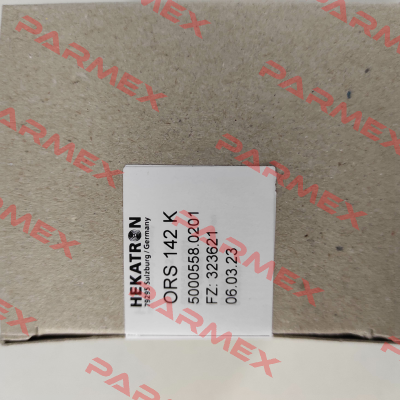 HEKATRON
79295 Sulzburg/Germany
ORS 142 K
5000558.0201
FZ: 323621
06.03.23
PARMEX
PARMEX
PARMEX
PARMEX
PARMEX
PARMEX
PARMEX
PARMEX